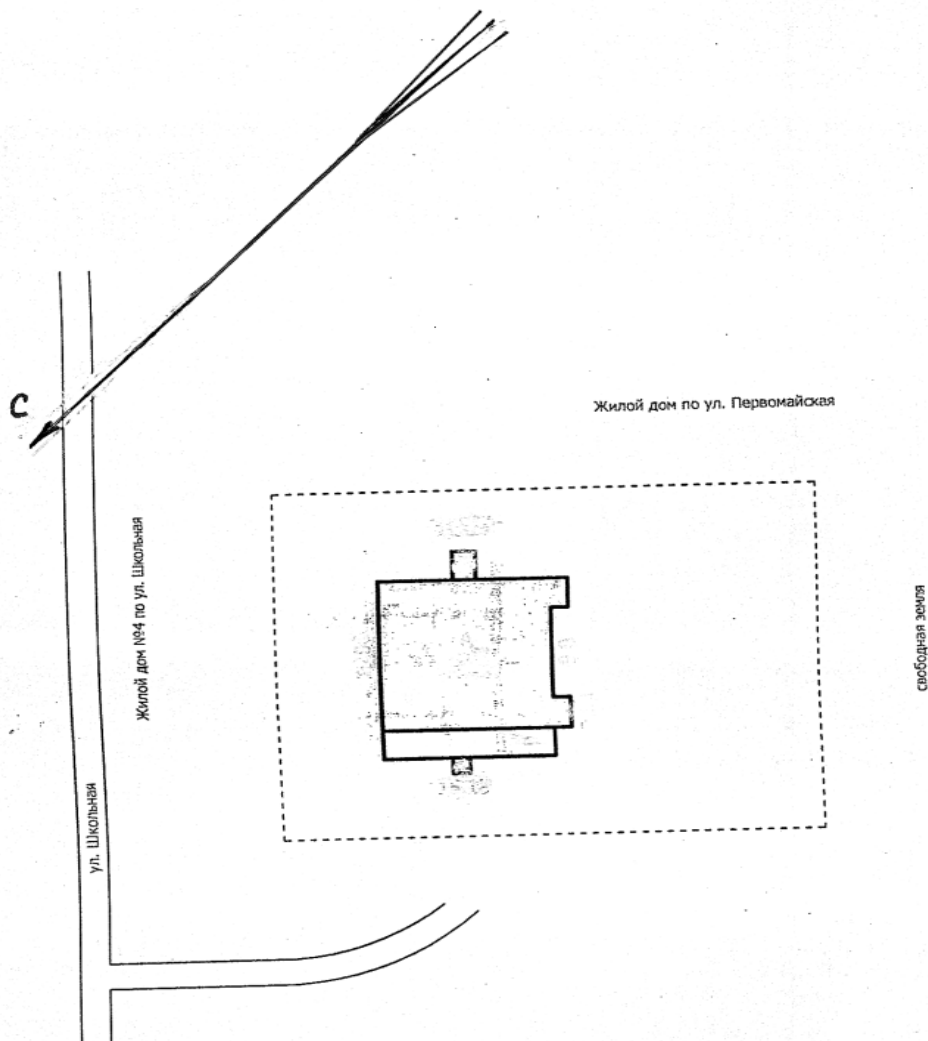 С
Жилой дом по ул. Первомайская
Жилой дом №4 по ул. Школьная
свободная земля
ул. Школьная